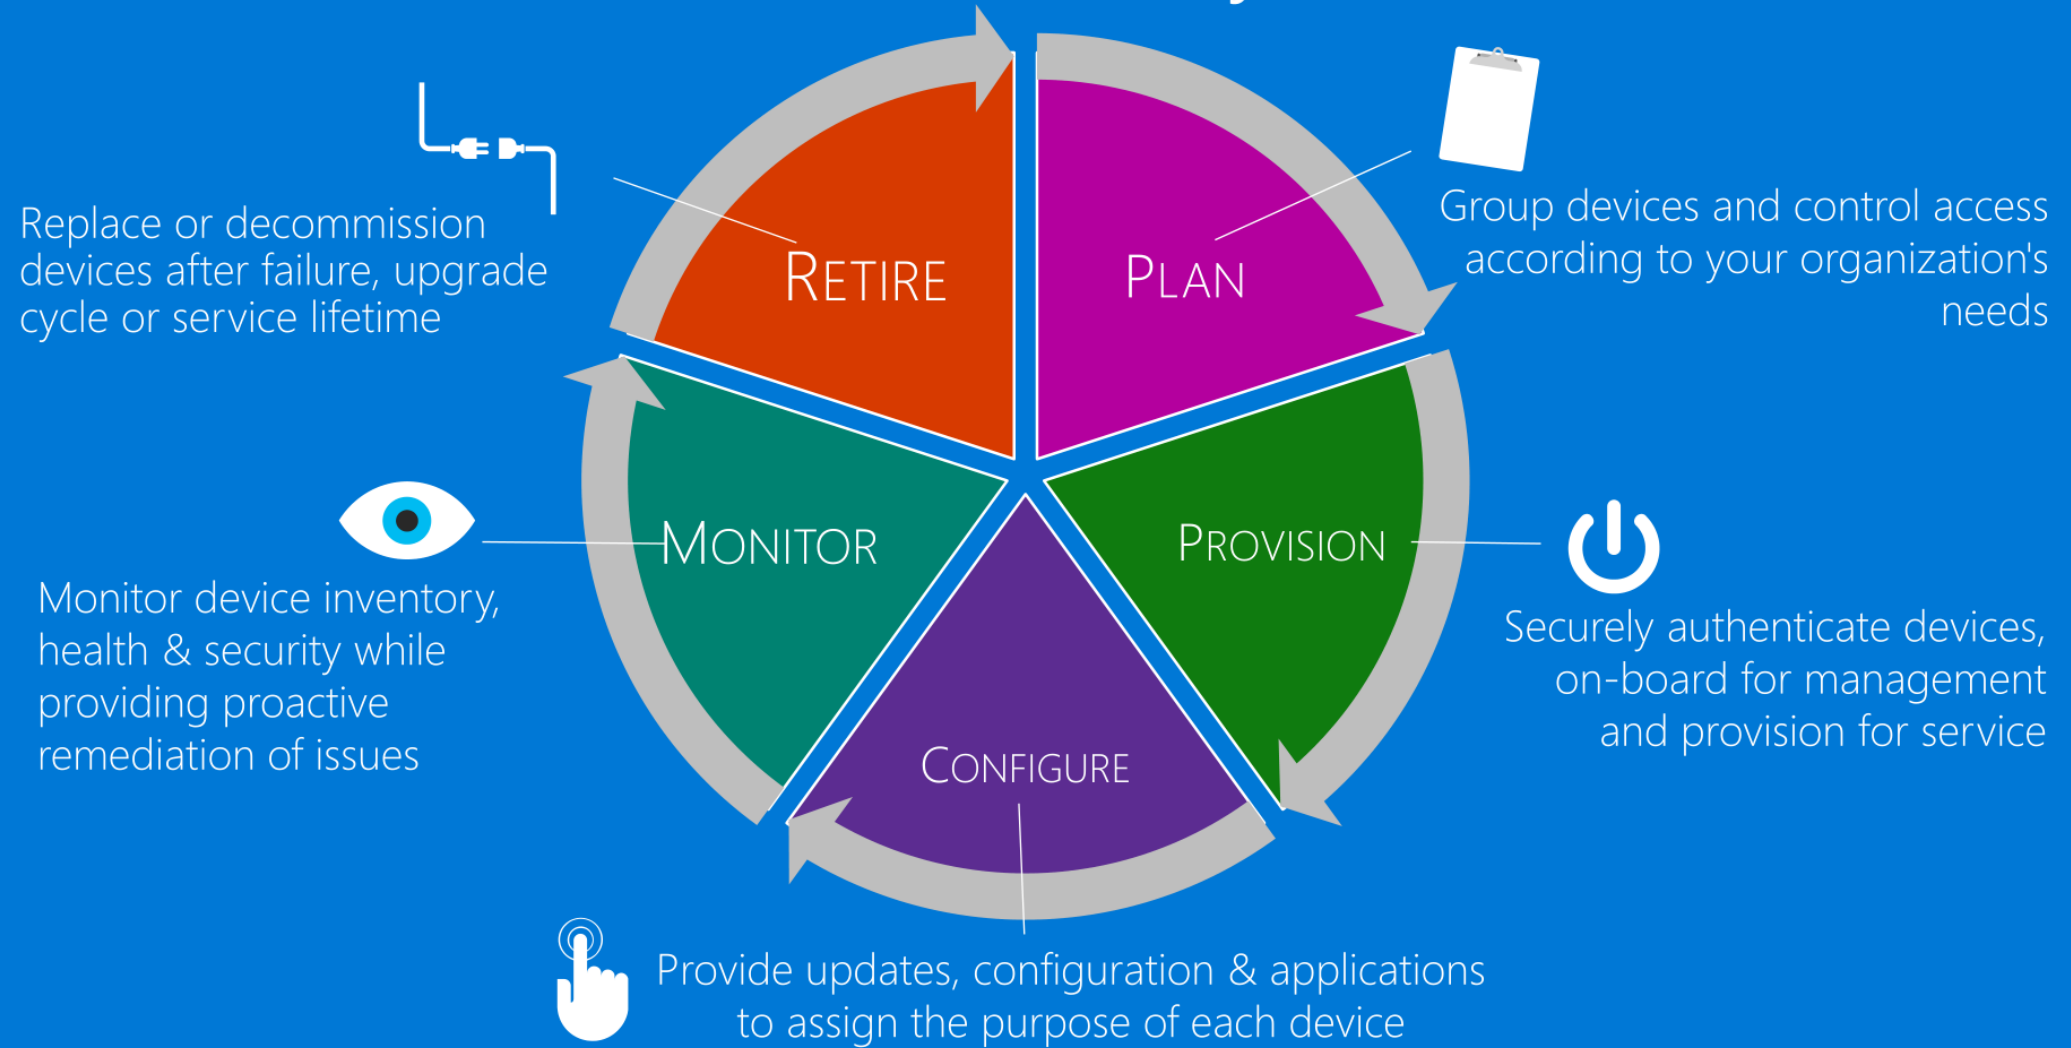 RETIRE
PLAN
PROVISION
CONFIGURE
MONITOR
Group devices and control access
according to your organization's
needs
Securely authenticate devices,
on-board for management
and provision for service
Provide updates, configuration & applications
to assign the purpose of each device
Monitor device inventory,
health & security while
providing proactive
remediation of issues
Replace or decommission
devices after failure, upgrade
cycle or service lifetime